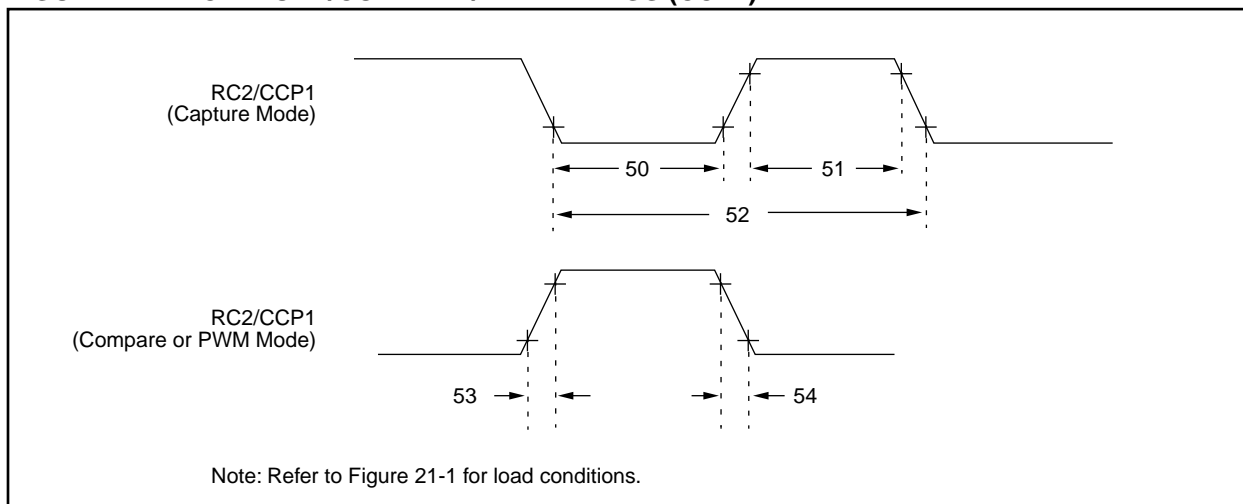 RC2/CCP1
(Capture Mode)
50
51
52
RC2/CCP1
(Compare or PWM Mode)
53
54
Note: Refer to Figure 21-1 for load conditions.